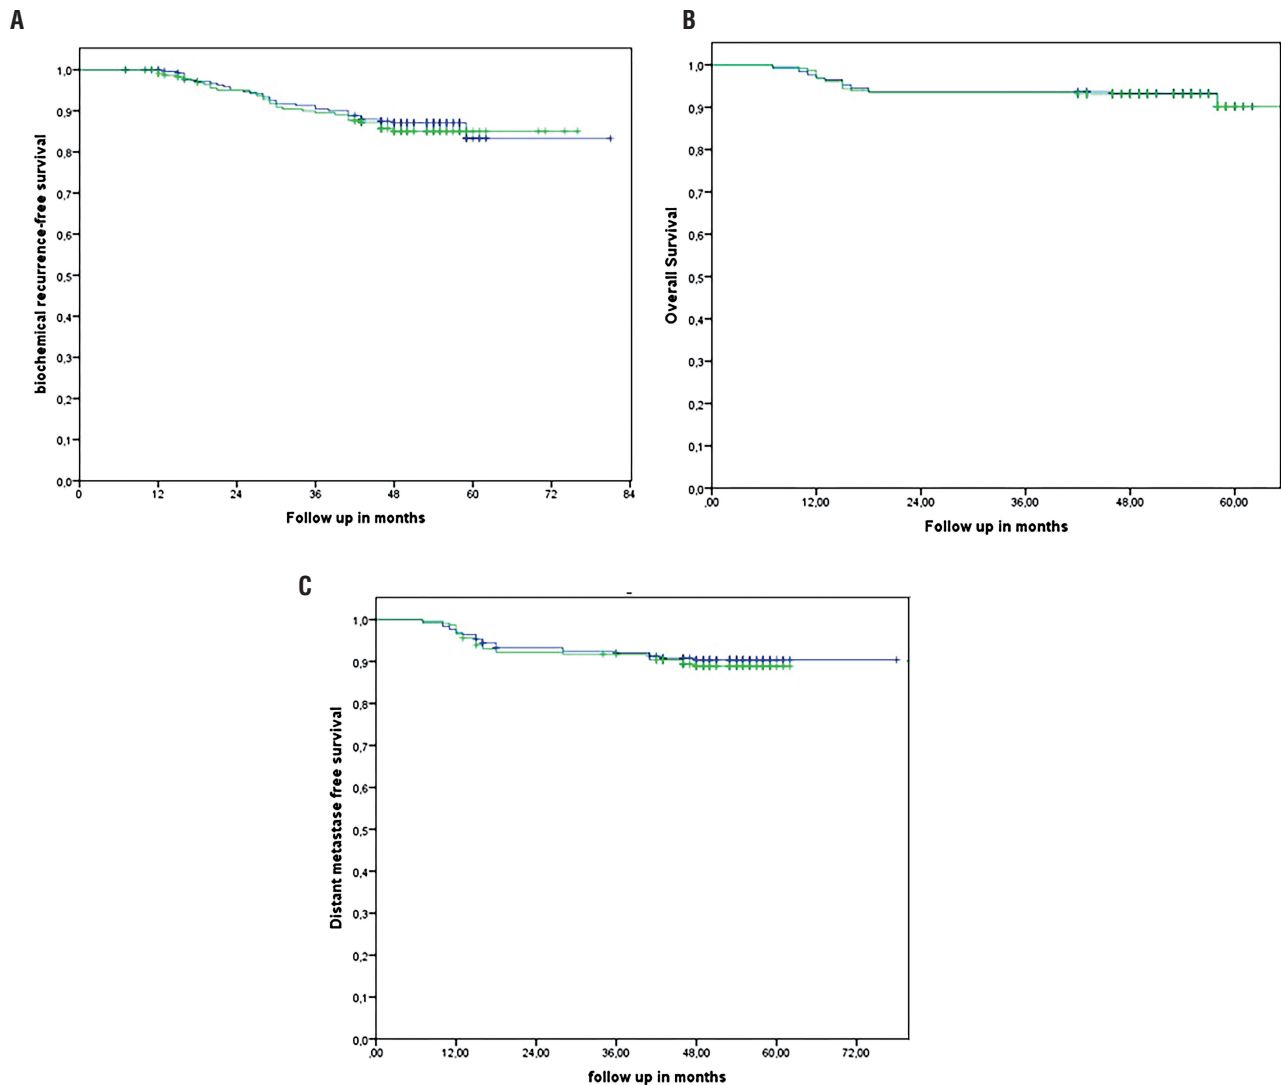 A
biochemical recurrence-free survival
1,0
0,9
0,8
0,7
0,6
0,5
0,4
0,3
0,2
0,1
0,0
0 12 24 36 48 60 72 84
Follow up in months
B
Overall Survival
1,0
0,9
0,8
0,7
0,6
0,5
0,4
0,3
0,2
0,1
0,0
,00 12,00 24,00 36,00 48,00 60,00
Follow up in months
C
Distant metastase free survival
1,0
0,9
0,8
0,7
0,6
0,5
0,4
0,3
0,2
0,1
0,0
,00 12,00 24,00 36,00 48,00 60,00 72,00
follow up in months